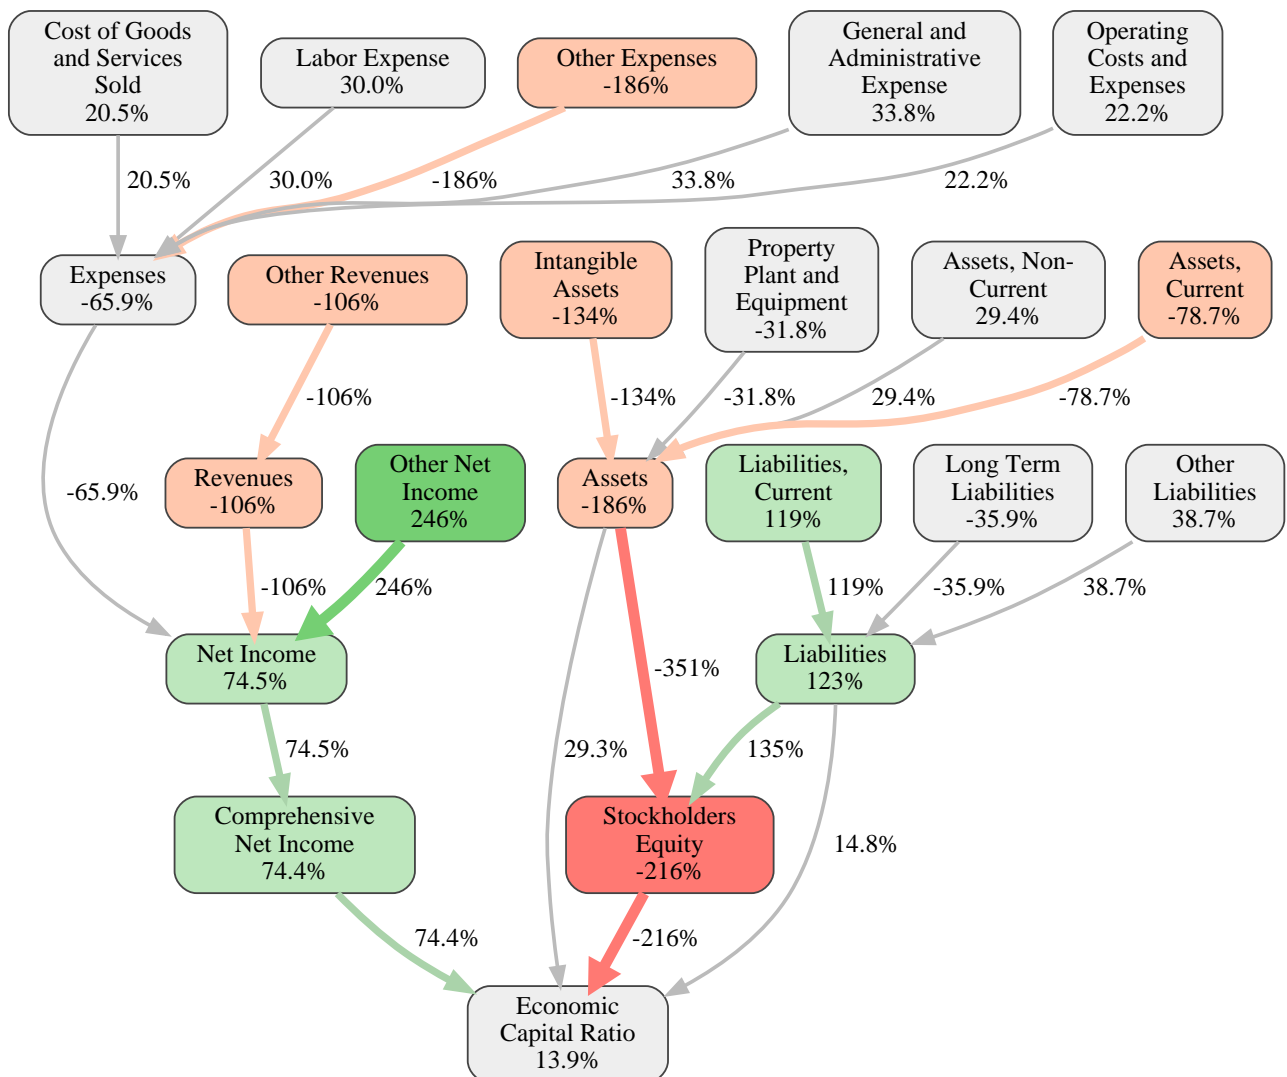 Cost of Goods
and Services
Sold
20.5%
Labor Expense
30.0%
Other Expenses
-186%
General and
Administrative
Expense
33.8%
Operating
Costs and
Expenses
22.2%
20.5%
30.0%
-186%
33.8%
22.2%
Expenses
-65.9%
Other Revenues
-106%
Intangible
Assets
-134%
Property
Plant and
Equipment
-31.8%
Assets, Non-
Current
29.4%
Assets,
Current
-78.7%
-106%
-134%
-31.8%
29.4%
-78.7%
-65.9%
Revenues
-106%
Other Net
Income
246%
Assets
-186%
Liabilities,
Current
119%
Long Term
Liabilities
-35.9%
Other
Liabilities
38.7%
-106%
246%
119%
-35.9%
38.7%
Net Income
74.5%
-351%
Liabilities
123%
74.5%
29.3%
135%
Comprehensive
Net Income
74.4%
Stockholders
Equity
-216%
14.8%
74.4%
-216%
Economic
Capital Ratio
13.9%